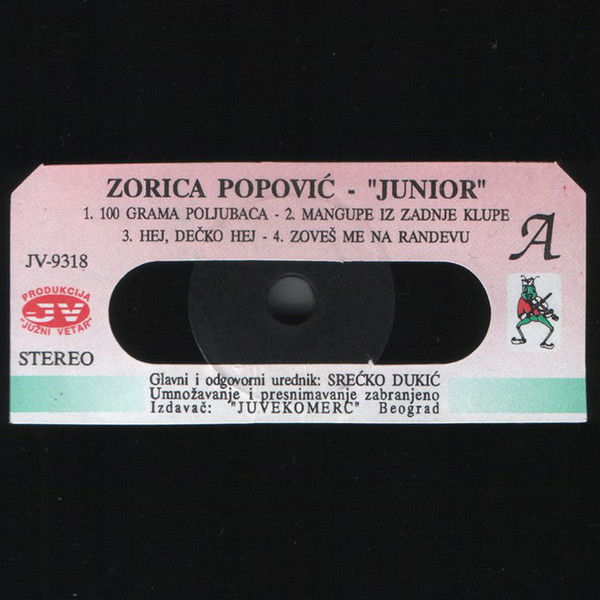 ZORICA POPOVIĆ - "JUNIOR"
1. 100 GRAMA POLJUBACA - 2. MANGUPE IZ ZADNJE KLUPE
3. HEJ, DEČKO HEJ - 4. ZOVEŠ ME NA RANDEVU
A
JV-9318
PRODUKCIJA
JV
"JUŽNI VETAR"
STEREO
Glavni i odgovorni urednik: SREĆKO DUKIĆ
Umnožavanje i presnimavanje zabranjeno
Izdavač: "JUVEKOMERC" Beograd